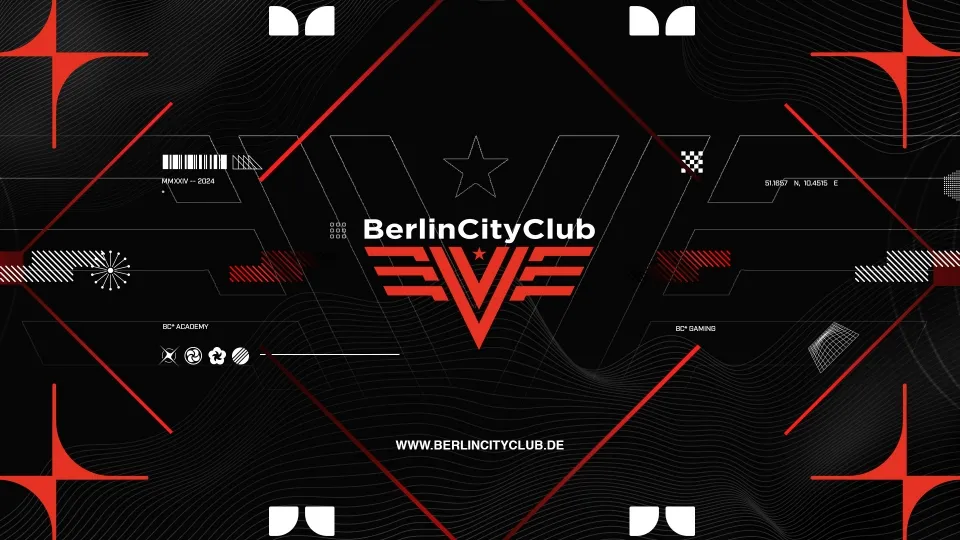 MMXXIV -- 2024
51.1657 N, 10.4515 E
BerlinCityClub
BC* ACADEMY
BC* GAMING
WWW.BERLINCITYCLUB.DE